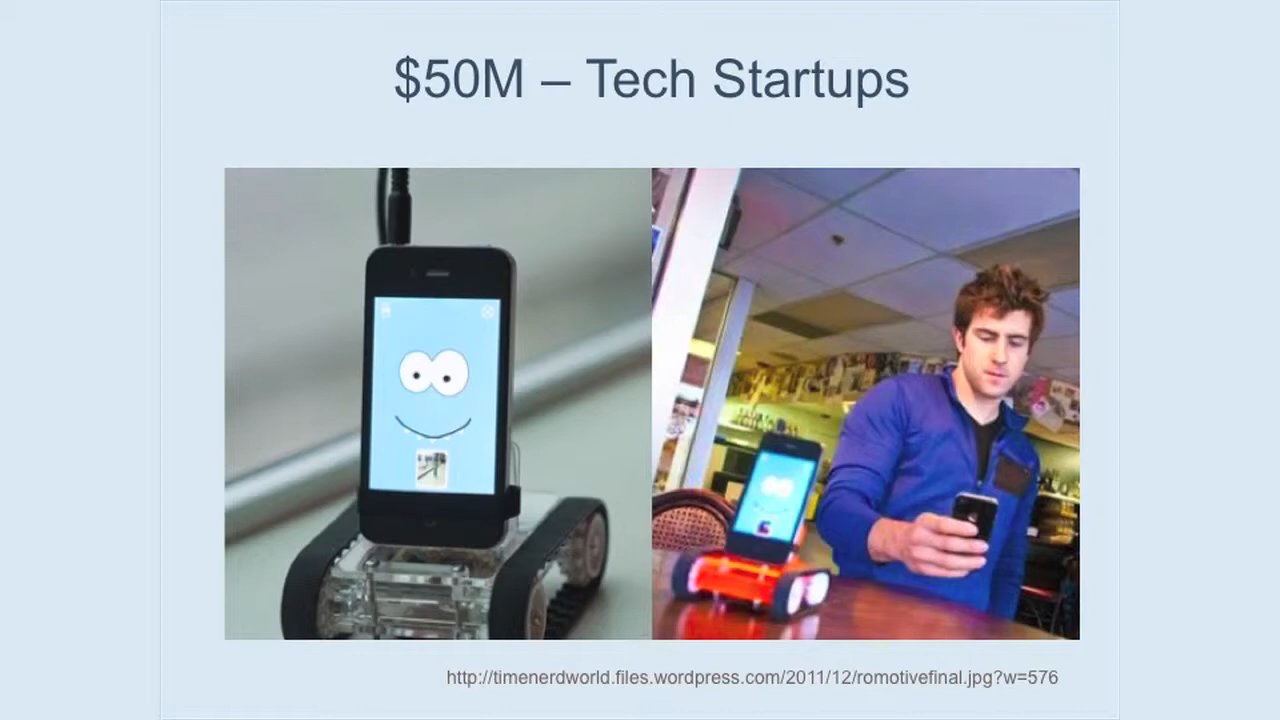 $50M – Tech Startups
http://timenerdworld.files.wordpress.com/2011/12/romotivefinal.jpg?w=576